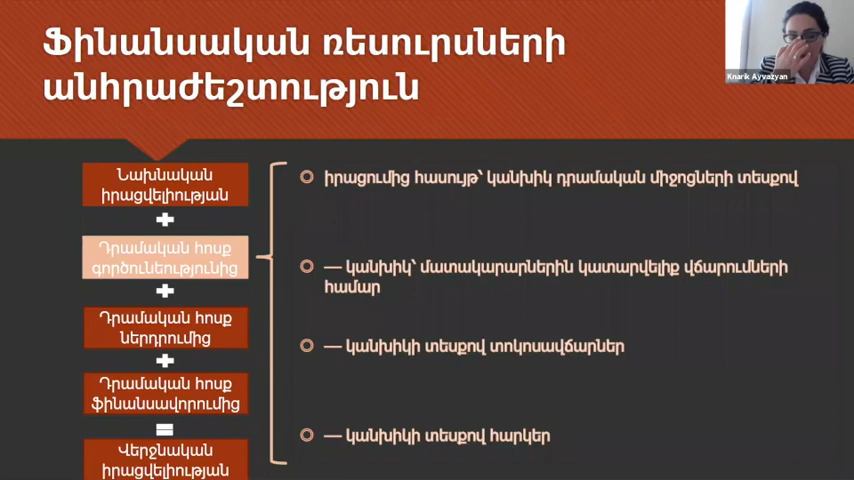 Ֆինանսական ռեսուրսների
անհրաժեշտություն
Knarik Ayvazyan
Նախնական
իրացվելիության
+
Դրամական հոսք
գործունեությունից
+
Դրամական հոսք
ներդրումից
+
Դրամական հոսք
ֆինանսավորումից
=
Վերջնական
իրացվելիության
իրացումից հասույթ՝ կանխիկ դրամական միջոցների տեսքով
— կանխիկ՝ մատակարարներին կատարվելիք վճարումների
համար
— կանխիկի տեսքով տոկոսավճարներ
— կանխիկի տեսքով հարկեր